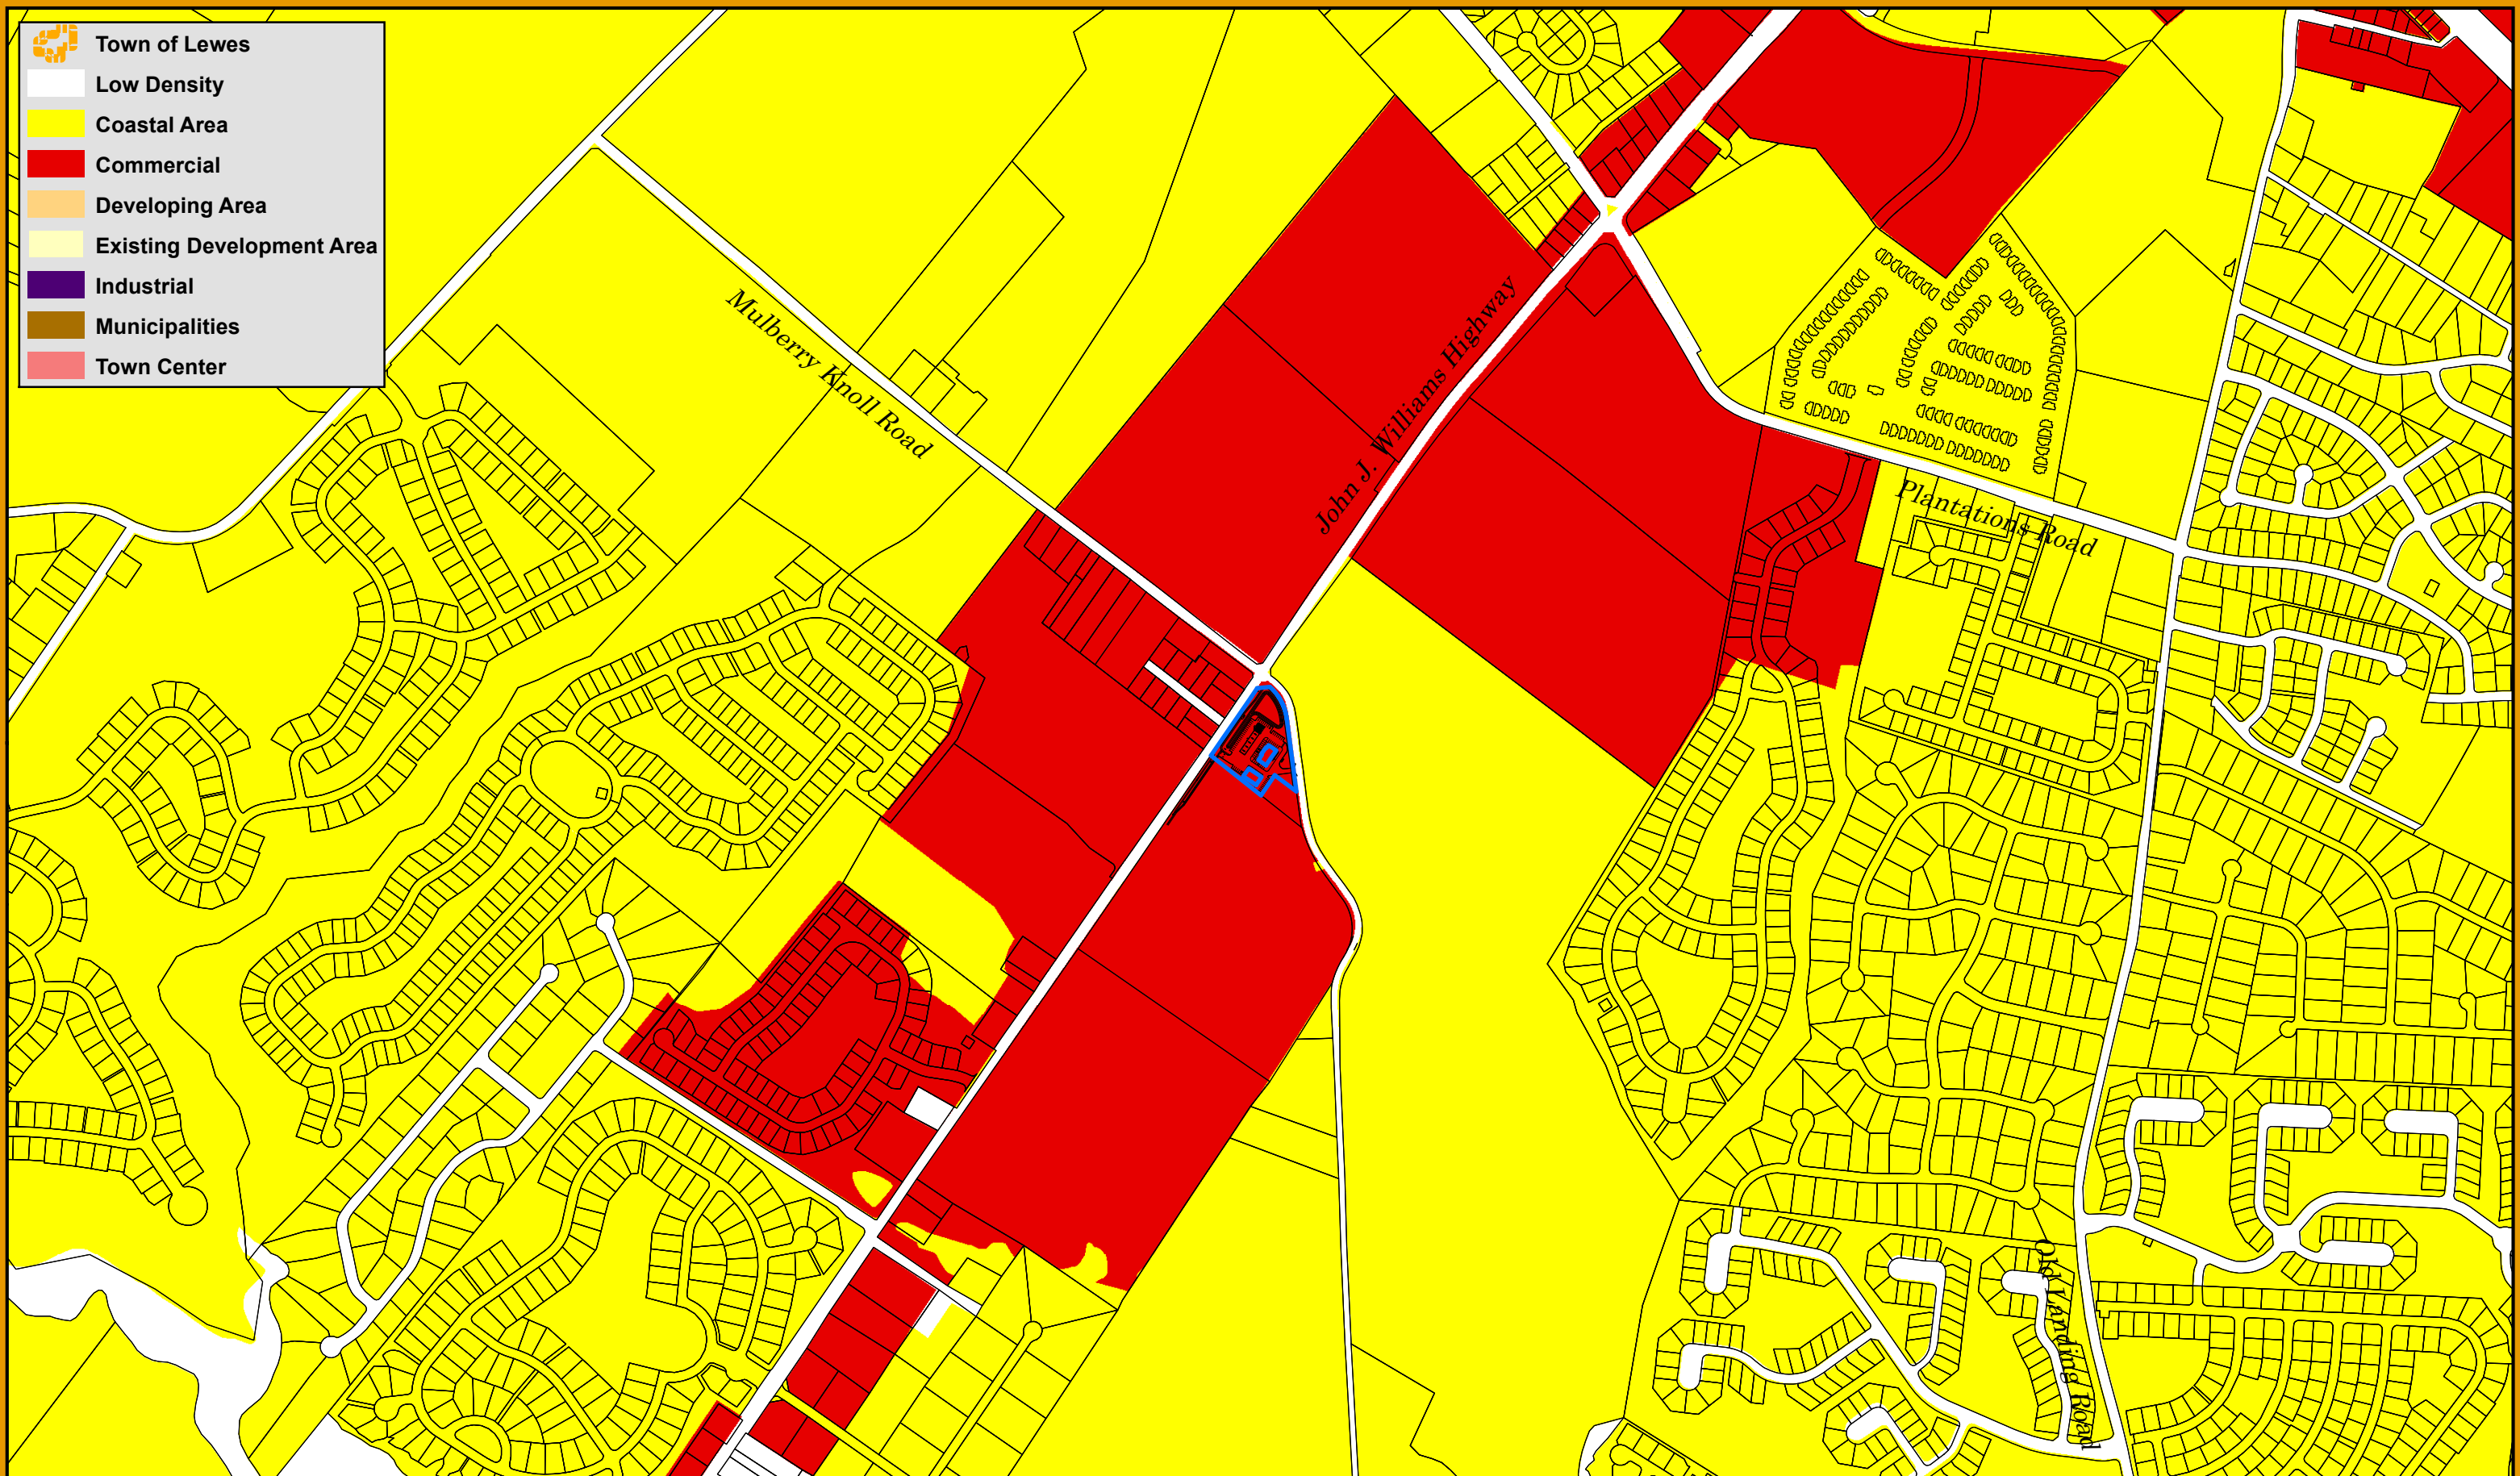 Town of Lewes
Low Density
Coastal Area
Commercial
Developing Area
Existing Development Area
Industrial
Municipalities
Town Center
Mulberry Knoll Road
John J. Williams Highway
Plantations Road
Old Landing Road